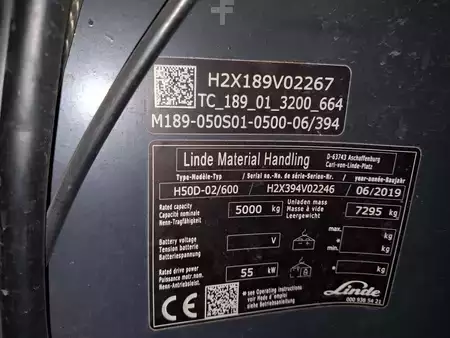 H2X189V02267
TC_189_01_3200_664
M189-050S01-0500-06/394
Linde Material Handling
D-63743 Aschaffenburg
Carl-von-Linde-Platz
Type-Modèle-Typ / Serial no.-No. de série-Serien-Nr. / year-année-Baujahr
H50D-02/600 H2X394V02246 06/2019
Rated capacity
Capacité nominale
Nenn-Tragfähigkeit
5000 kg
Unladen mass
Masse à vide
Leergewicht
7295 kg
Battery voltage
Tension batterie
Batteriespannung
V
max. kg
min. kg
Rated drive power
Puissance motr.nom.
Nenn-Antriebsleist.
55 kW
kg
CE
see Operating Instructions
voir Mode d'emploi
siehe Betriebsanleitung
Linde
000 938 54 21